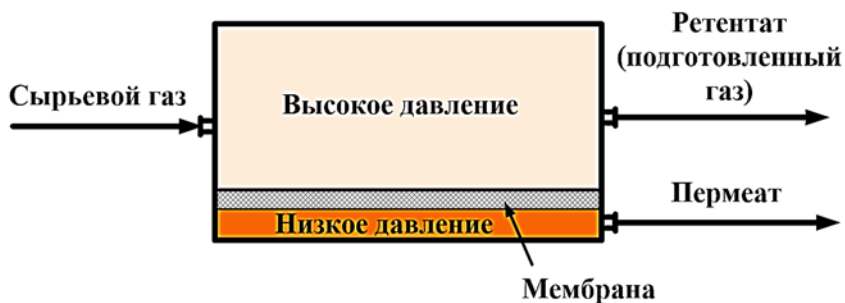 Сырьевой газ
Высокое давление
Низкое давление
Ретентат
(подготовленный
газ)
Пермеат
Мембрана